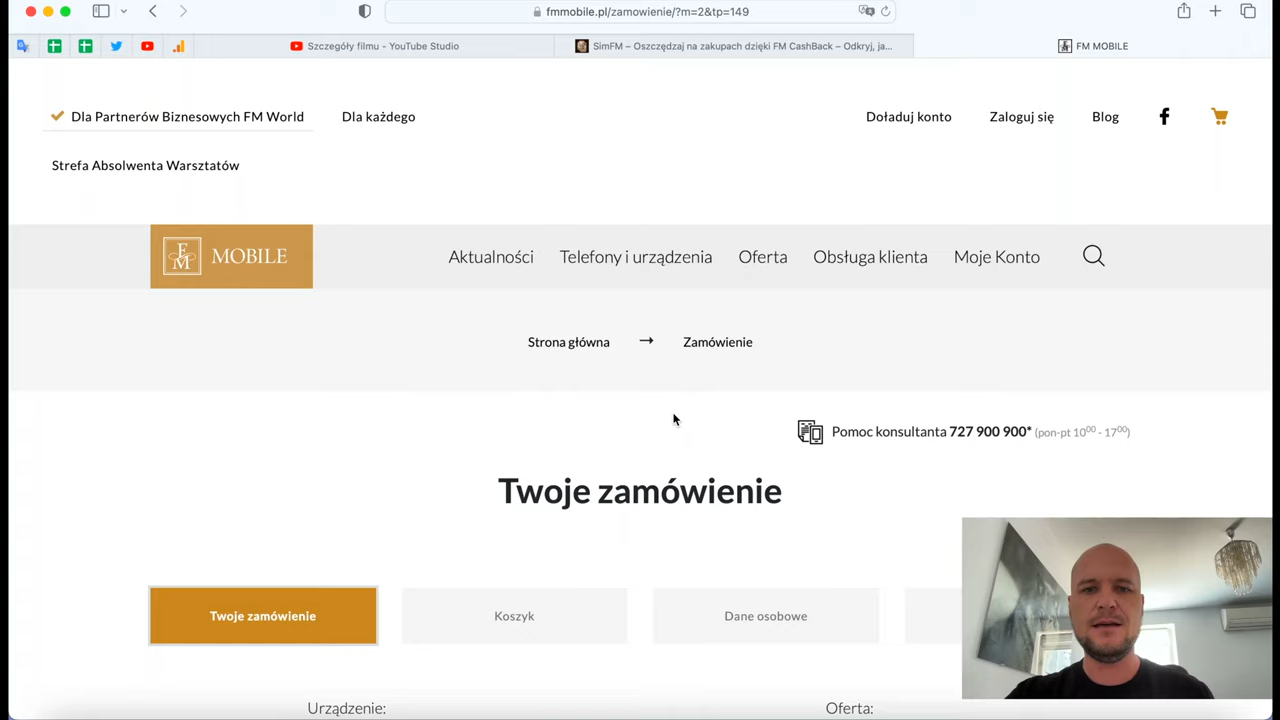 fmmobile.pl/zamowienie/?m=2&tp=149
Szczegóły filmu - YouTube Studio
SimFM – Oszczędzaj na zakupach dzięki FM CashBack – Odkryj, ja...
FM MOBILE
Dla Partnerów Biznesowych FM World
Dla każdego
Doładuj konto
Zaloguj się
Blog
Strefa Absolwenta Warsztatów
FM MOBILE
Aktualności
Telefony i urządzenia
Oferta
Obsługa klienta
Moje Konto
Strona główna → Zamówienie
Pomoc konsultanta 727 900 900* (pon-pt 10⁰⁰ - 17⁰⁰)
Twoje zamówienie
Twoje zamówienie
Koszyk
Dane osobowe
Urządzenie:
Oferta: